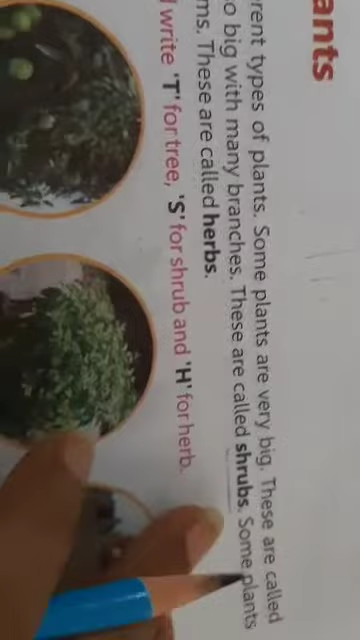 ants
rent types of plants. Some plants are very big. These are called
o big with many branches. These are called shrubs. Some plants
ms. These are called herbs.
write 'T' for tree, 'S' for shrub and 'H' for herb.